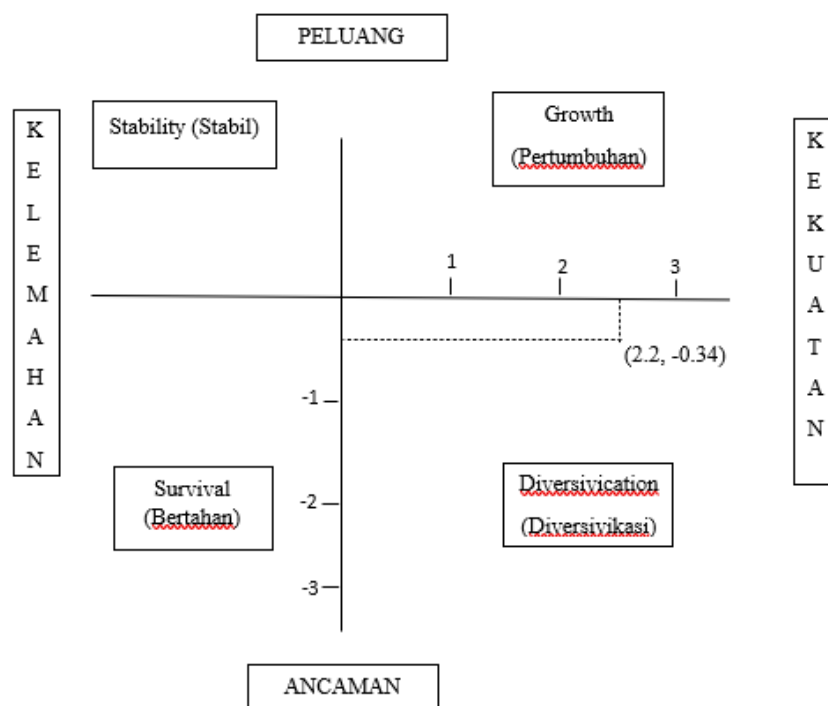 PELUANG
Stability (Stabil)
Growth
(Pertumbuhan)
K
E
L
E
M
A
H
A
N
K
E
K
U
A
T
A
N
1
2
3
(2.2, -0.34)
-1
-2
-3
Survival
(Bertahan)
Diversivication
(Diversivikasi)
ANCAMAN